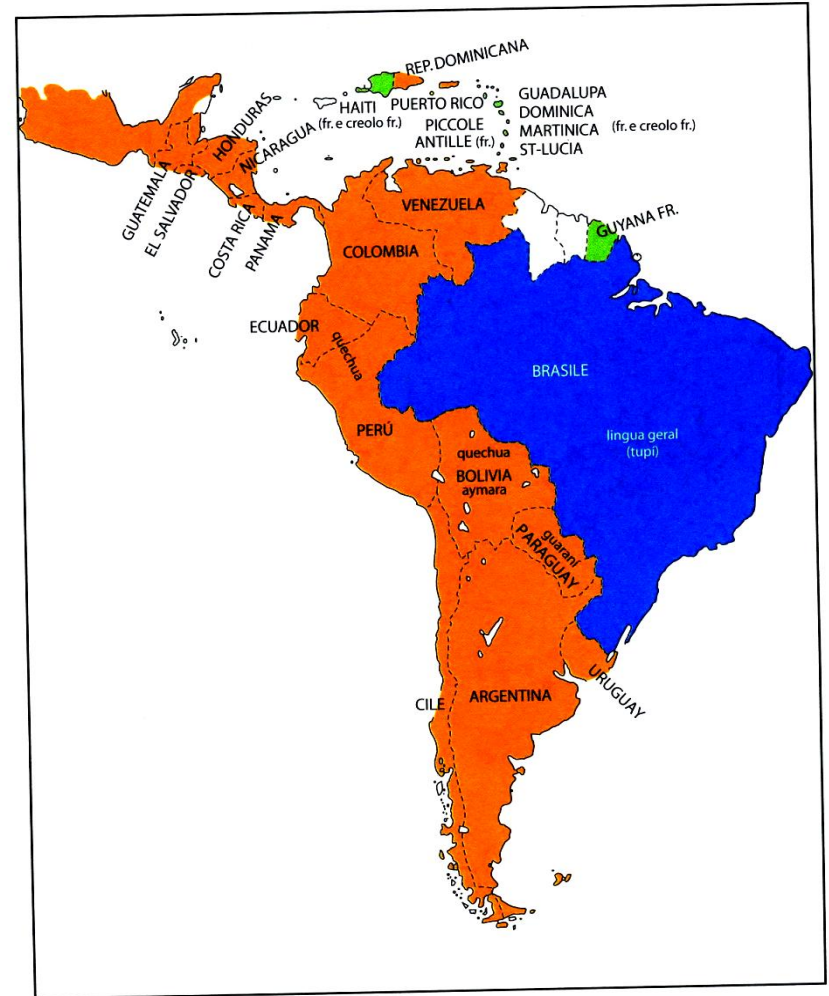 REP. DOMINICANA
HAITI
(fr. e creolo fr.)
PUERTO RICO
PICCOLE
ANTILLE (fr.)
GUADALUPA
DOMINICA
MARTINICA (fr. e creolo fr.)
ST-LUCIA
HONDURAS
NICARAGUA
GUATEMALA
EL SALVADOR
COSTA RICA
PANAMA
VENEZUELA
GUYANA FR.
COLOMBIA
ECUADOR
quechua
BRASILE
lingua geral
(tupi)
PERÚ
quechua
BOLIVIA
aymara
guaraní
PARAGUAY
URUGUAY
CILE
ARGENTINA